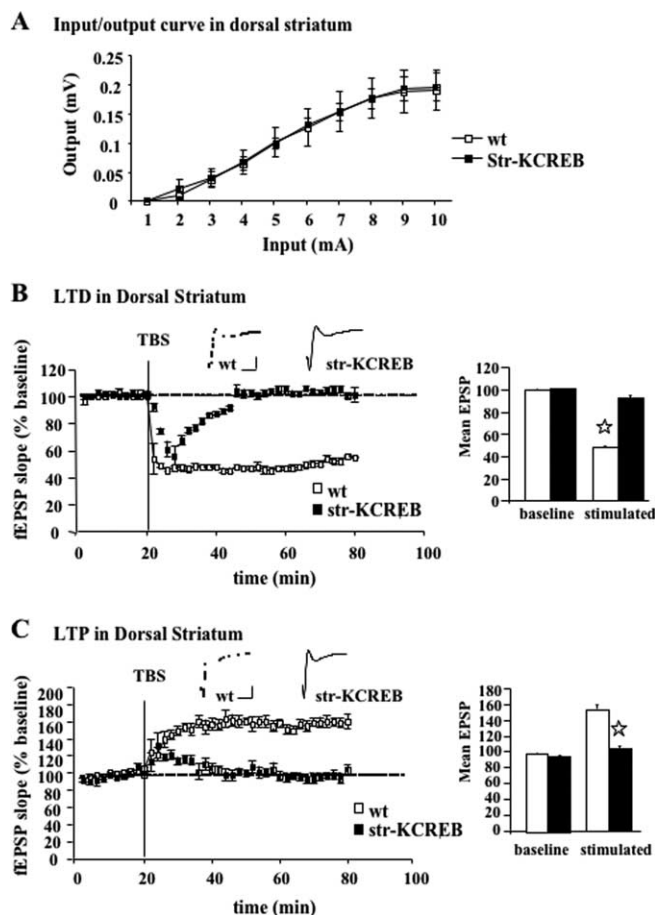 A Input/output curve in dorsal striatum
0.25
0.2
0.15
0.1
0.05
0
Output (mV)
1 2 3 4 5 6 7 8 9 10
Input (mA)
wt
Str-KCREB
B LTD in Dorsal Striatum
TBS
wt
str-KCREB
120
100
80
60
40
20
0
fEPSP slope (% baseline)
wt
str-KCREB
0 20 40 60 80 100
time (min)
120
100
80
60
40
20
0
Mean EPSP
baseline stimulated
C LTP in Dorsal Striatum
TBS
wt
str-KCREB
200
180
160
140
120
100
80
60
40
20
0
fEPSP slope (% baseline)
wt
str-KCREB
0 20 40 60 80 100
time (min)
160
140
120
100
80
60
40
20
0
Mean EPSP
baseline stimulated